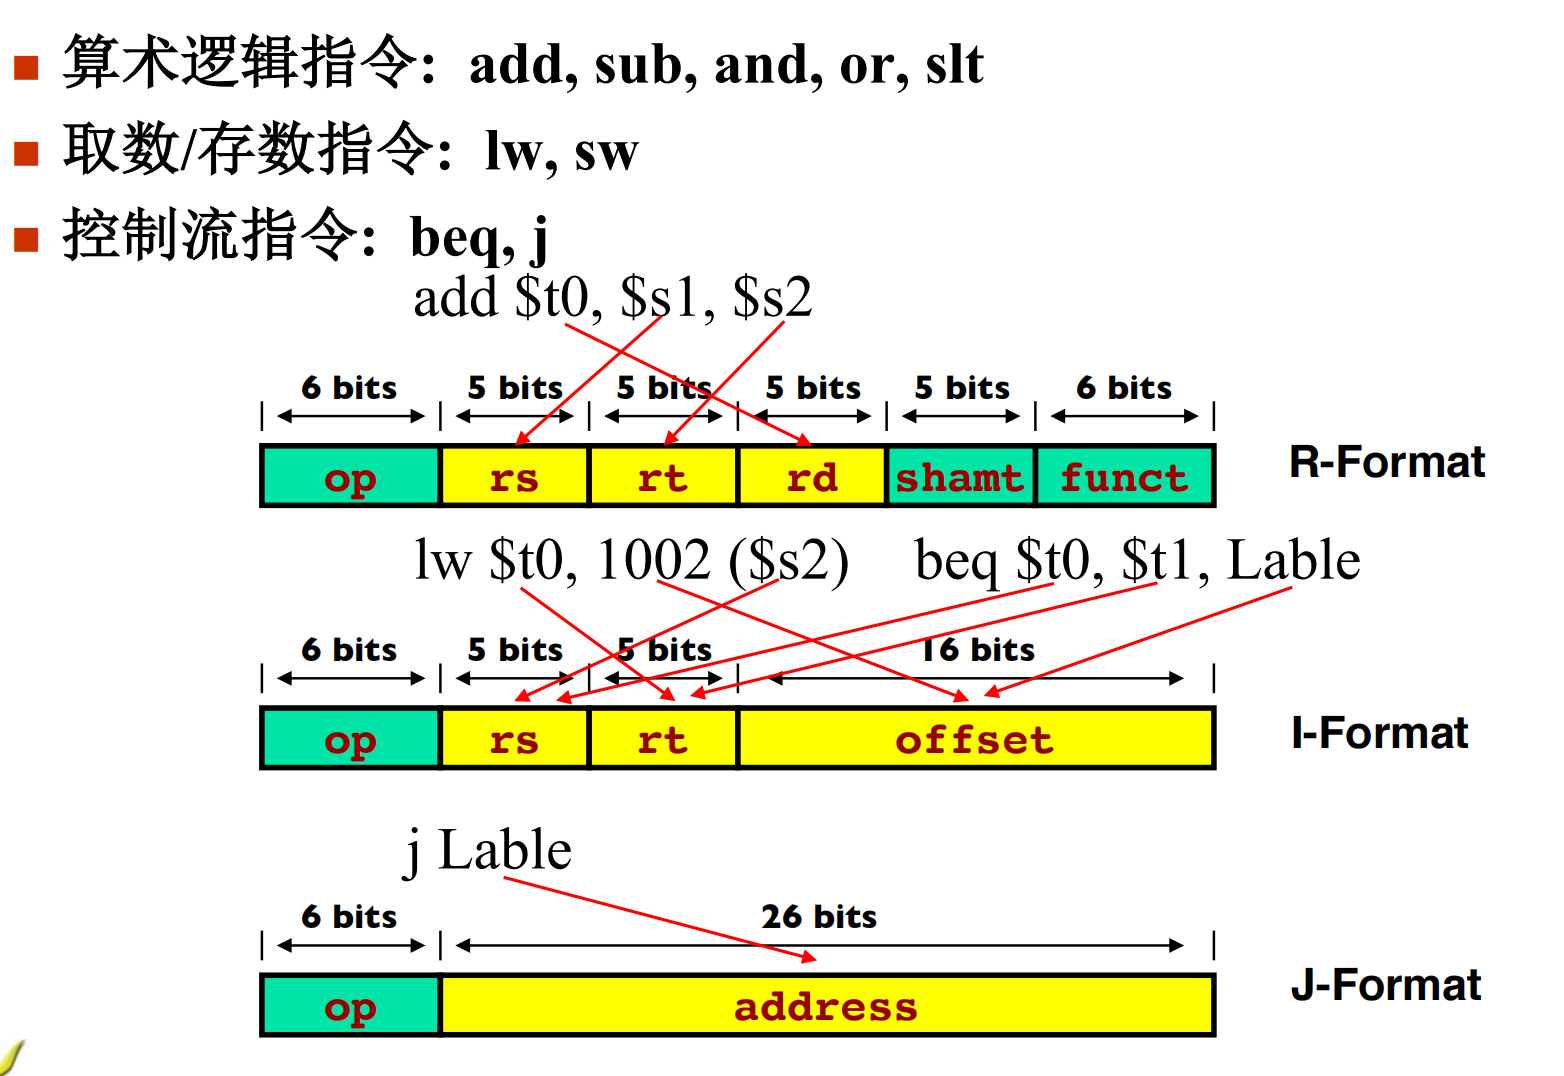 算术逻辑指令: add, sub, and, or, slt
取数/存数指令: lw, sw
控制流指令: beq, j
add $t0, $s1, $s2
6 bits 5 bits 5 bits 5 bits 5 bits 6 bits
op rs rt rd shamt funct R-Format
lw $t0, 1002 ($s2) beq $t0, $t1, Lable
6 bits 5 bits 5 bits 16 bits
op rs rt offset I-Format
j Lable
6 bits 26 bits
op address J-Format